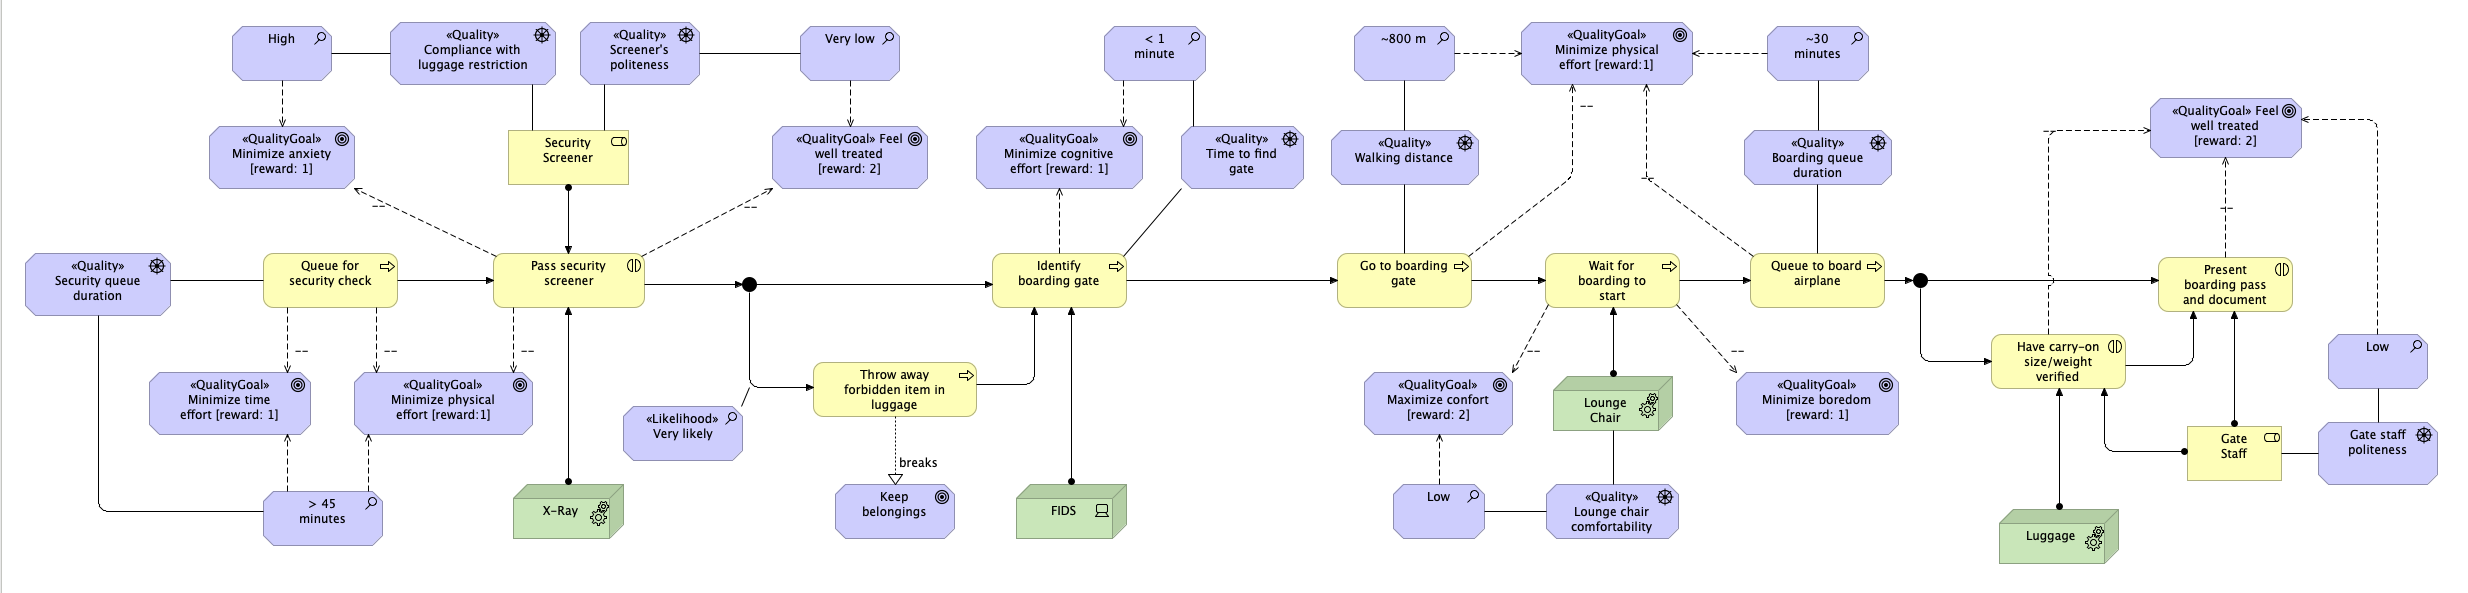 High
«Quality»
Compliance with
luggage restriction
«Quality»
Screener's
politeness
Very low
< 1
minute
~800 m
«QualityGoal»
Minimize physical
effort [reward:1]
~30
minutes
«QualityGoal»
Minimize anxiety
[reward: 1]
Security
Screener
«QualityGoal» Feel
well treated
[reward: 2]
«QualityGoal»
Minimize cognitive
effort [reward: 1]
«Quality»
Time to find
gate
«Quality»
Walking distance
«Quality»
Boarding queue
duration
«QualityGoal» Feel
well treated
[reward: 2]
--
--
--
--
--
«Quality»
Security queue
duration
Queue for
security check
Pass security
screener
Identify
boarding gate
Go to boarding
gate
Wait for
boarding to
start
Queue to board
airplane
Present
boarding pass
and document
--
--
--
--
--
--
Have carry-on
size/weight
verified
Low
«QualityGoal»
Minimize time
effort [reward: 1]
«QualityGoal»
Minimize physical
effort [reward:1]
Throw away
forbidden item in
luggage
«Likelihood»
Very likely
breaks
«QualityGoal»
Maximize confort
[reward: 2]
Lounge
Chair
«QualityGoal»
Minimize boredom
[reward: 1]
Gate
Staff
Gate staff
politeness
> 45
minutes
X-Ray
Keep
belongings
FIDS
Low
«Quality»
Lounge chair
comfortability
Luggage